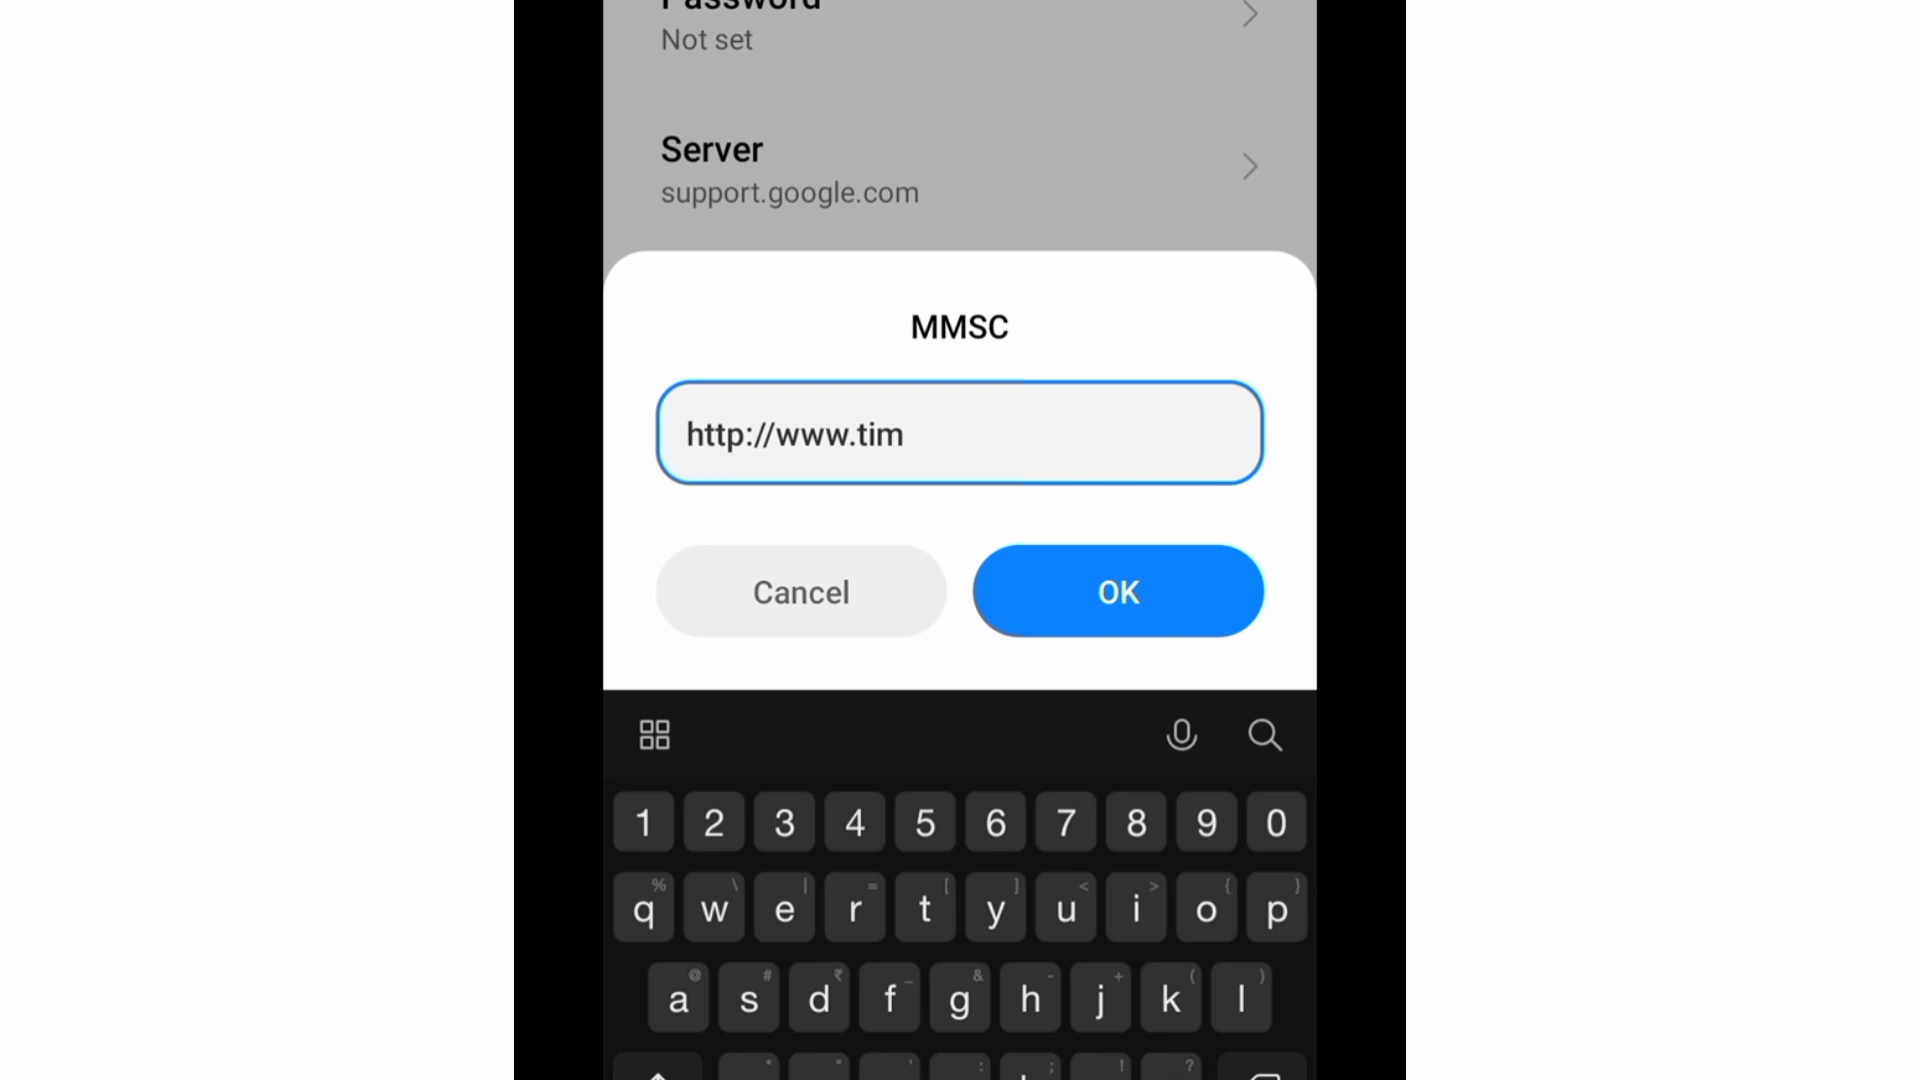 Password
Not set
Server
support.google.com
MMSC
http://www.tim
Cancel
OK
1 2 3 4 5 6 7 8 9 0
% \ | = [ ] < > { }
q w e r t y u i o p
@ # ₹ _ & - + ( )
a s d f g h j k l
* " ' : ; ! ?